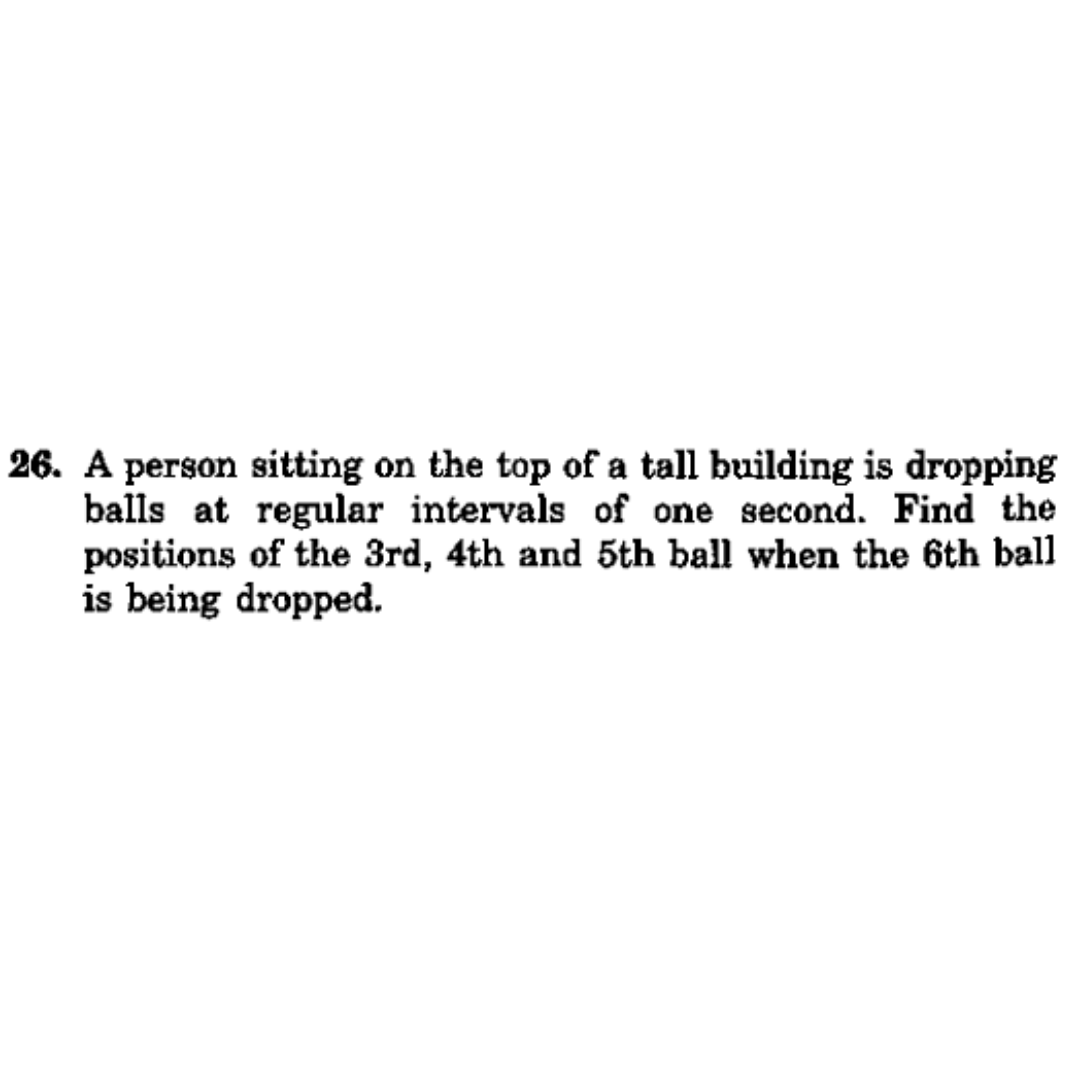 26. A person sitting on the top of a tall building is dropping
balls at regular intervals of one second. Find the
positions of the 3rd, 4th and 5th ball when the 6th ball
is being dropped.